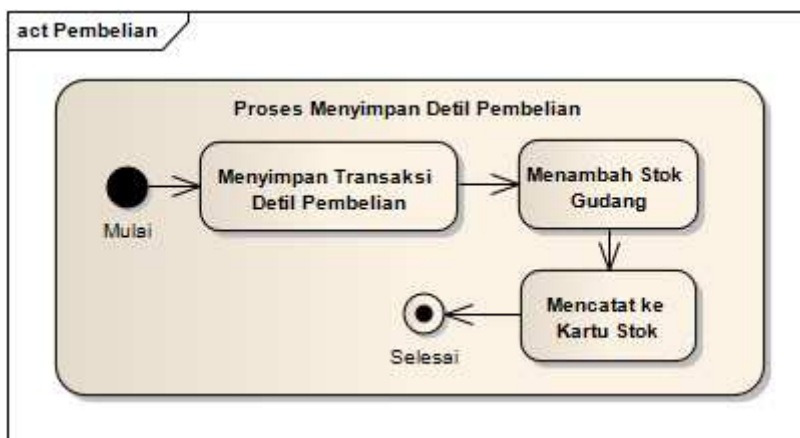 act Pembelian
Proses Menyimpan Detil Pembelian
Menyimpan Transaksi
Detil Pembelian
Menambah Stok
Gudang
Mulai
Mencatat ke
Kartu Stok
Selesai